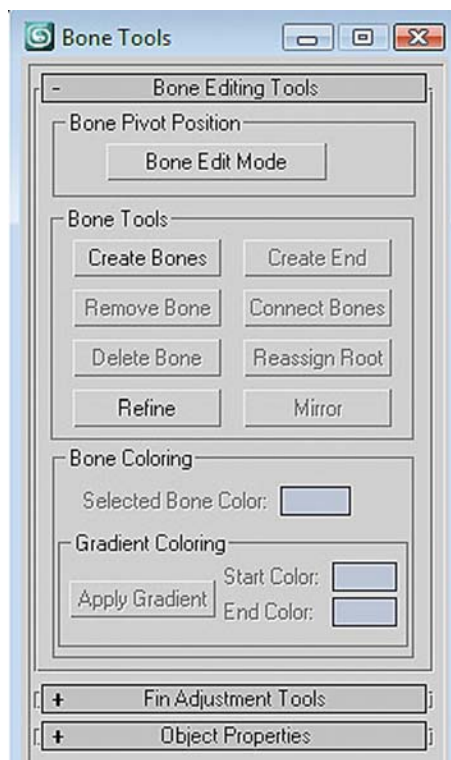 Bone Tools
- Bone Editing Tools
Bone Pivot Position
Bone Edit Mode
Bone Tools
Create Bones Create End
Remove Bone Connect Bones
Delete Bone Reassign Root
Refine Mirror
Bone Coloring
Selected Bone Color:
Gradient Coloring
Apply Gradient
Start Color:
End Color:
+ Fin Adjustment Tools
+ Object Properties